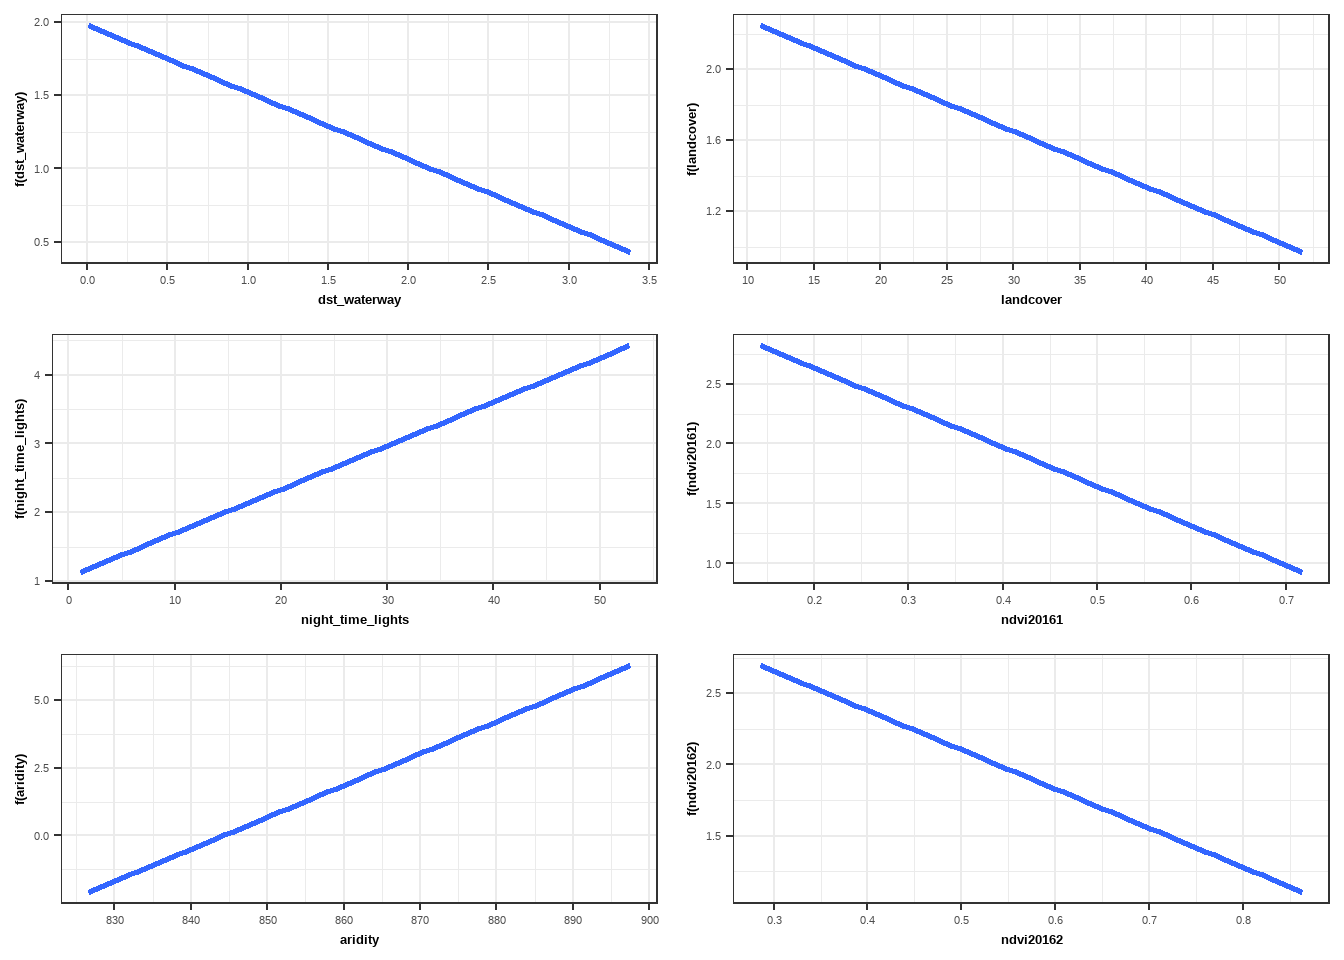 f(dst_waterway)
2.0
1.5
1.0
0.5
0.0 0.5 1.0 1.5 2.0 2.5 3.0 3.5
dst_waterway
f(landcover)
2.0
1.6
1.2
10 15 20 25 30 35 40 45 50
landcover
f(night_time_lights)
4
3
2
1
0 10 20 30 40 50
night_time_lights
f(ndvi20161)
2.5
2.0
1.5
1.0
0.2 0.3 0.4 0.5 0.6 0.7
ndvi20161
f(aridity)
5.0
2.5
0.0
830 840 850 860 870 880 890 900
aridity
f(ndvi20162)
2.5
2.0
1.5
0.3 0.4 0.5 0.6 0.7 0.8
ndvi20162